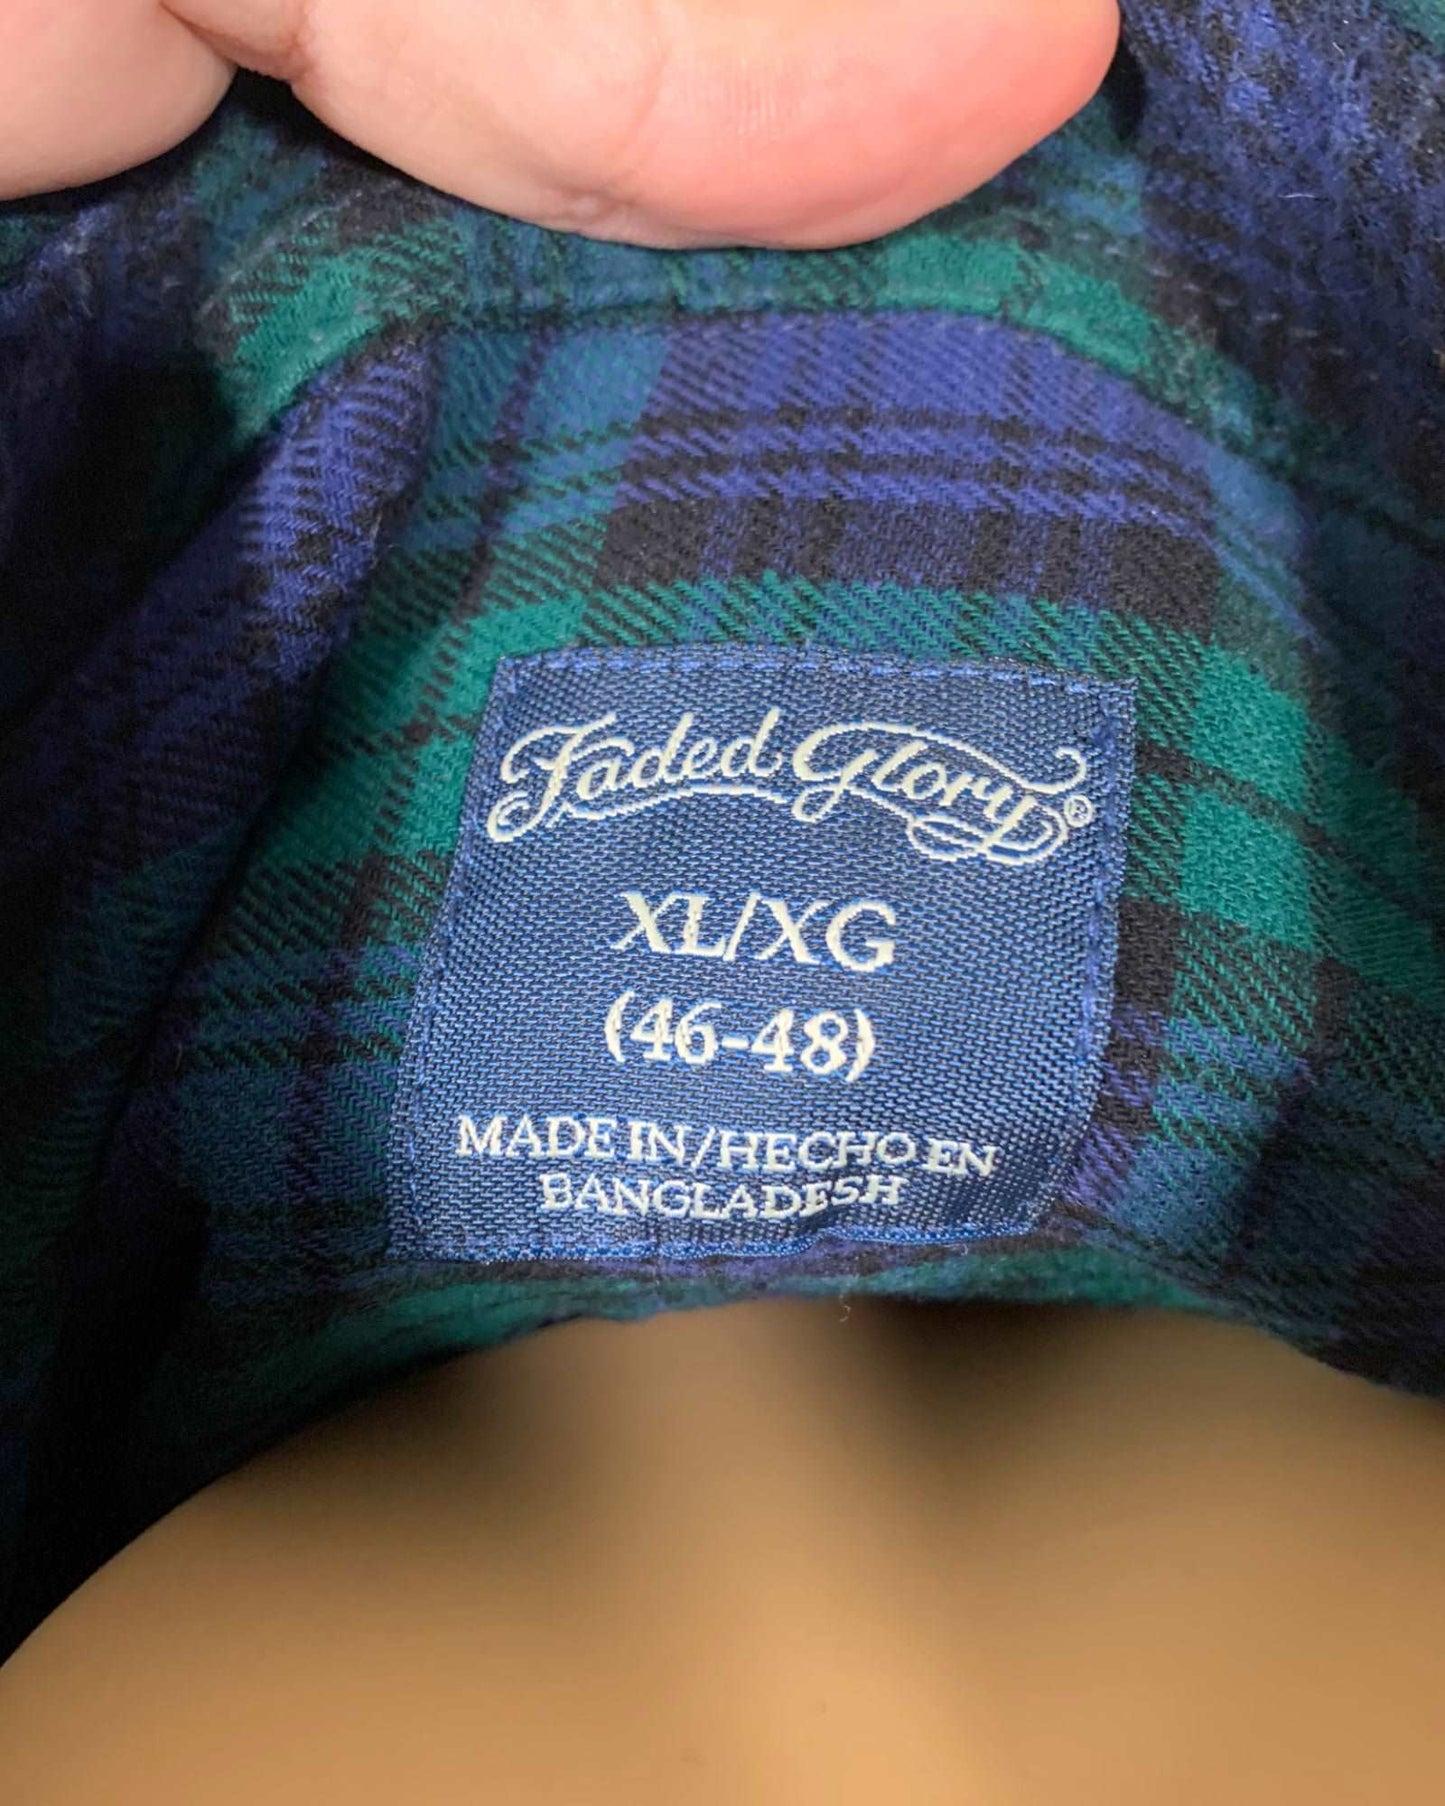 Faded Glory®
XL/XG
(46-48)
MADE IN/HECHO EN
BANGLADESH